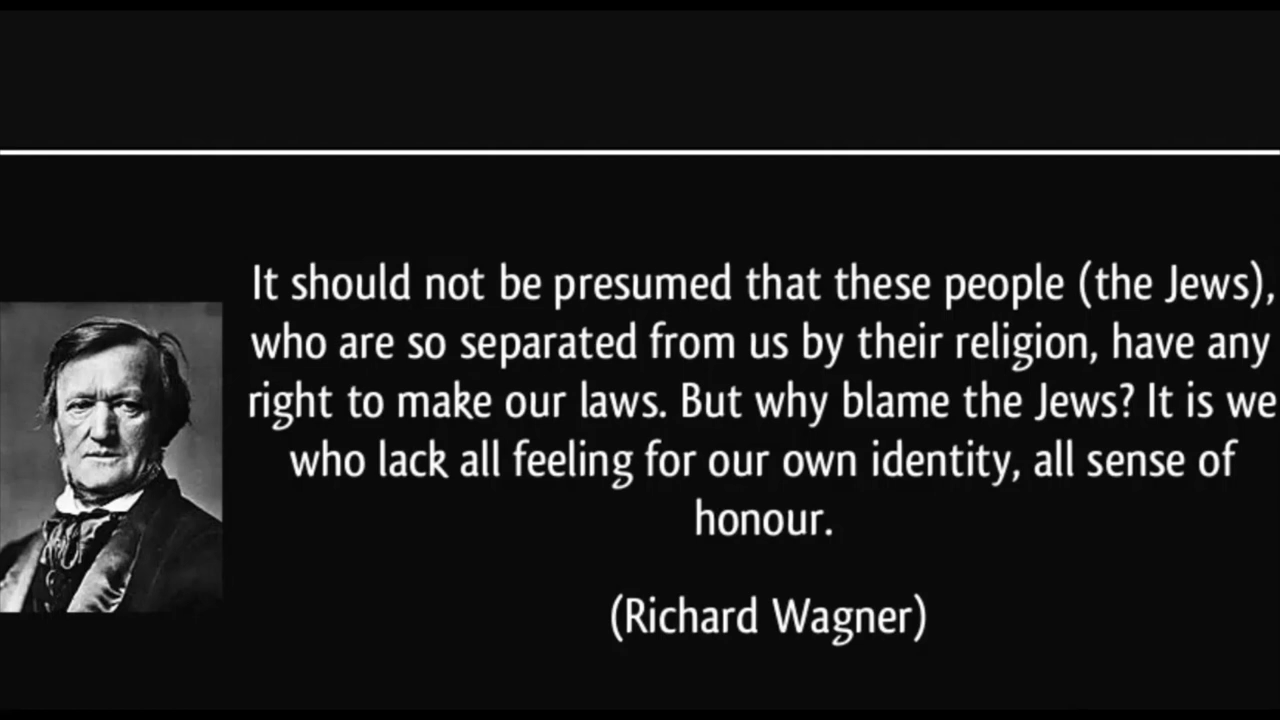 It should not be presumed that these people (the Jews),
who are so separated from us by their religion, have any
right to make our laws. But why blame the Jews? It is we
who lack all feeling for our own identity, all sense of
honour.
(Richard Wagner)